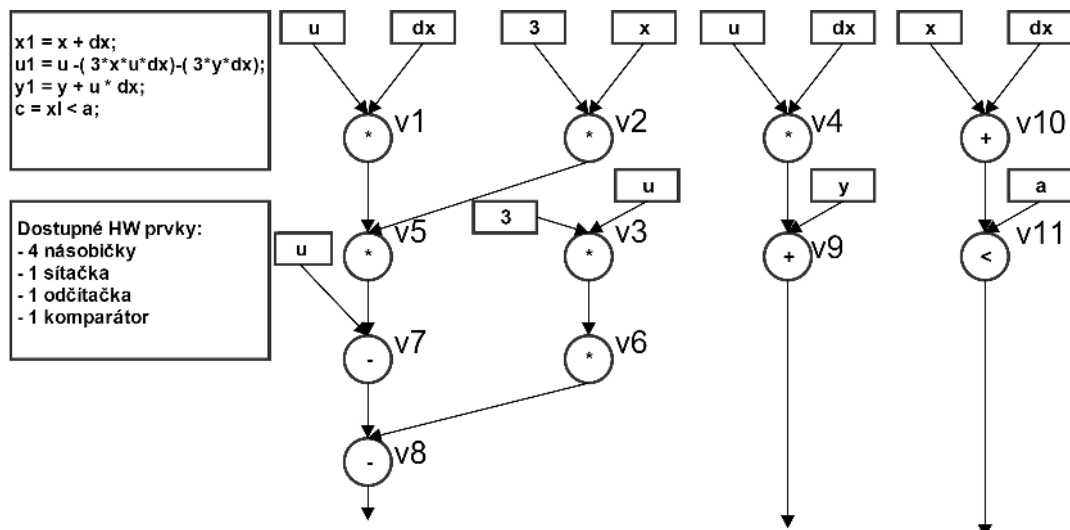 x1 = x + dx;
u1 = u -( 3*x*u*dx)-( 3*y*dx);
y1 = y + u * dx;
c = xl < a;
u dx 3 x u dx x dx
* v1 * v2 * v4 + v10
Dostupné HW prvky:
- 4 násobičky
- 1 sítačka
- 1 odčítačka
- 1 komparátor
u y a
3
u
* v5 * v3 + v9 < v11
- v7 * v6
- v8